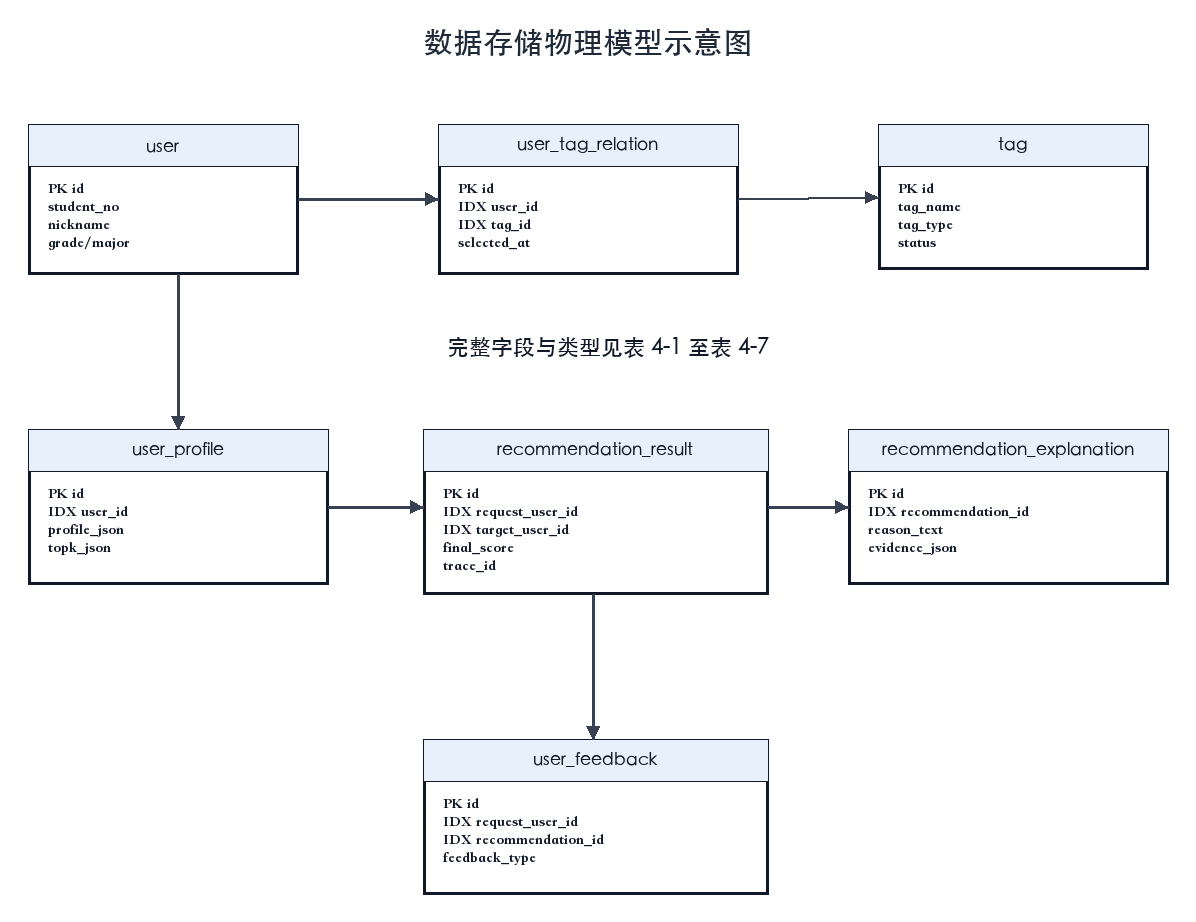 数据存储物理模型示意图
user
PK id
student_no
nickname
grade/major
user_tag_relation
PK id
IDX user_id
IDX tag_id
selected_at
tag
PK id
tag_name
tag_type
status
完整字段与类型见表 4-1 至表 4-7
user_profile
PK id
IDX user_id
profile_json
topk_json
recommendation_result
PK id
IDX request_user_id
IDX target_user_id
final_score
trace_id
recommendation_explanation
PK id
IDX recommendation_id
reason_text
evidence_json
user_feedback
PK id
IDX request_user_id
IDX recommendation_id
feedback_type